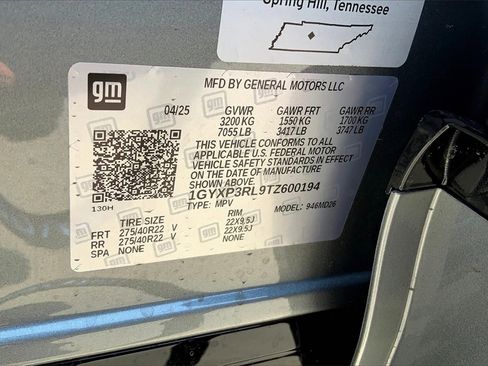 Spring Hill, Tennessee
gm
MFD BY GENERAL MOTORS LLC
04/25 GVWR GAWR FRT GAWR RR
3200 KG 1550 KG 1700 KG
7055 LB 3417 LB 3747 LB
THIS VEHICLE CONFORMS TO ALL
APPLICABLE U.S. FEDERAL MOTOR
VEHICLE SAFETY STANDARDS IN EFFECT
ON THE DATE OF MANUFACTURE
SHOWN ABOVE
1GYXP3RL9TZ600194
130H
TYPE: MPV MODEL: 946MD26
TIRE SIZE RIM
FRT 275/40R22 V 22X9.5J
RR 275/40R22 V 22X9.5J
SPA NONE NONE